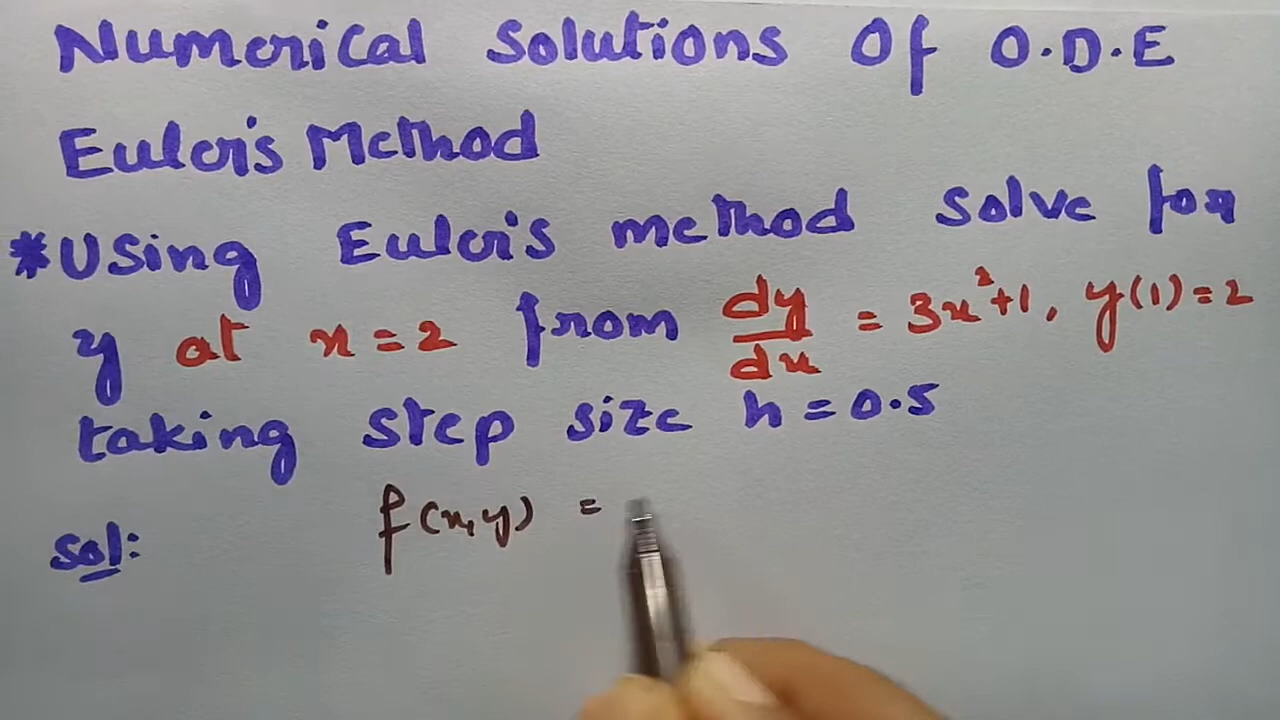 Numerical Solutions Of O.D.E
Euler's Method
*Using Euler's method solve for
y at x=2 from dy/dx = 3x²+1, y(1)=2
taking step size h=0.5
f(x,y) =
sol: